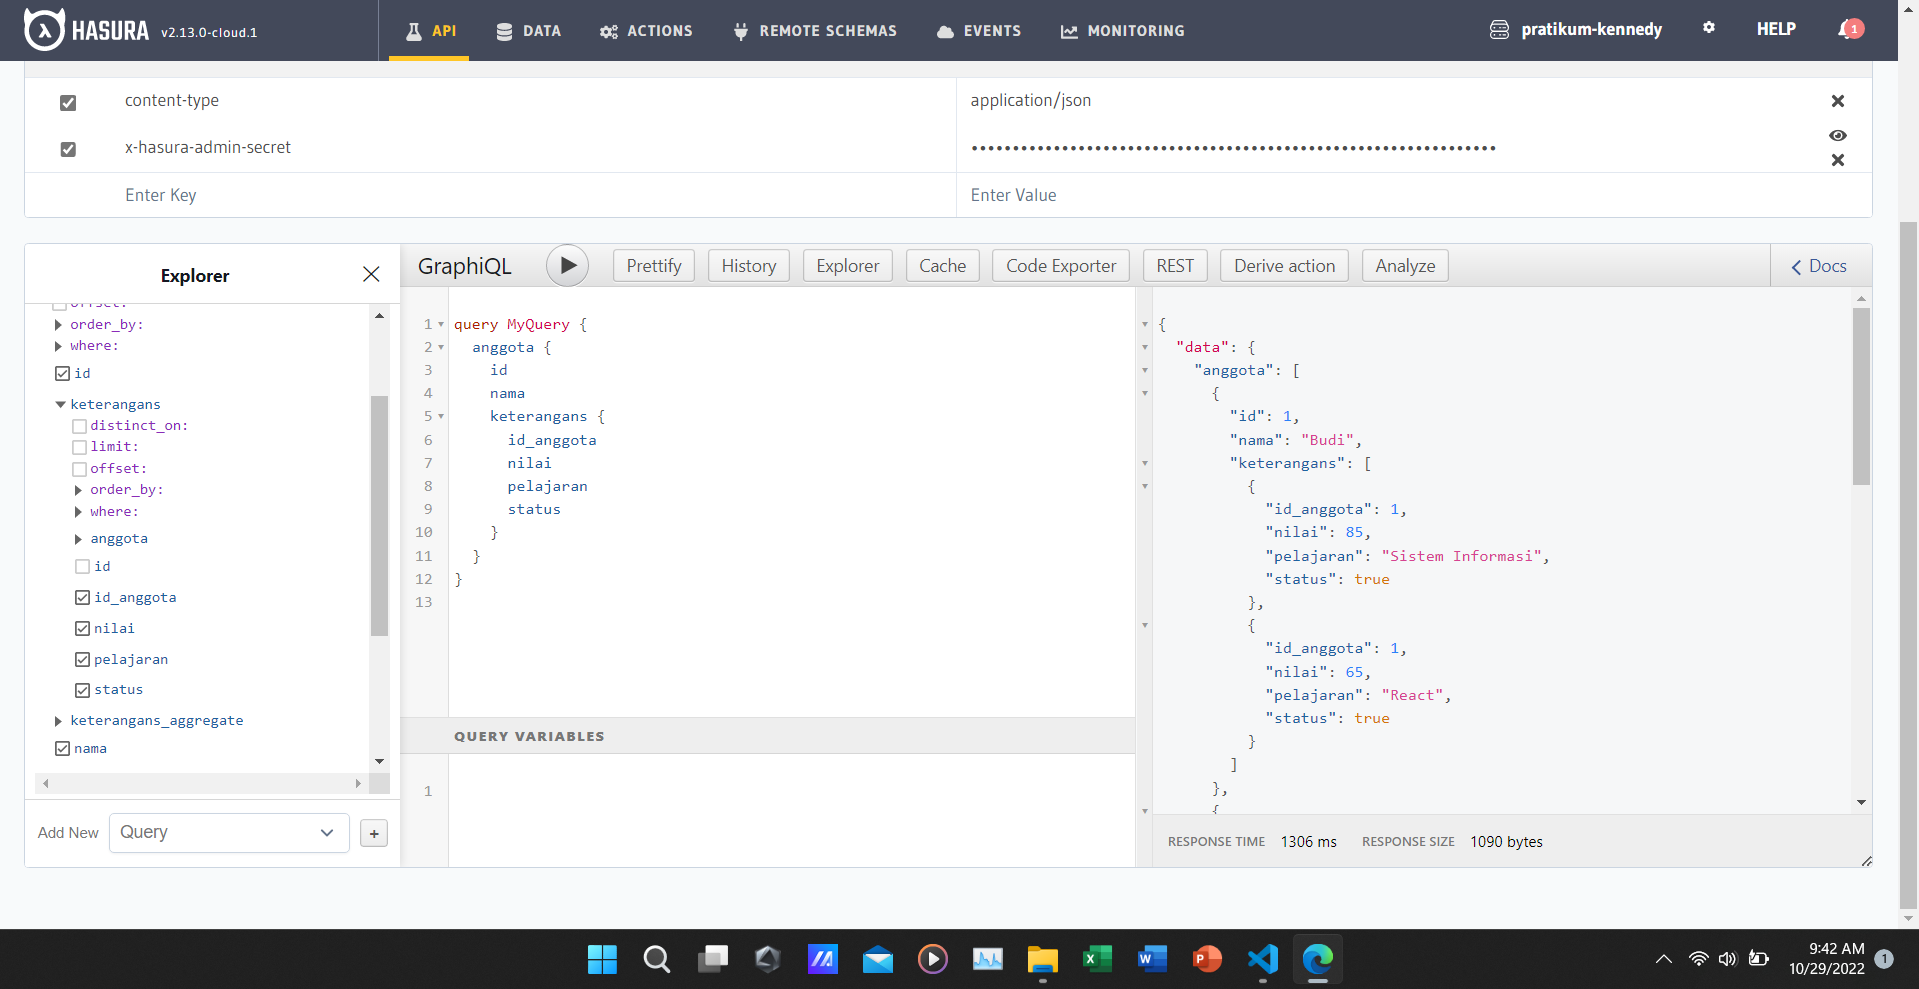 HASURA v2.13.0-cloud.1
API DATA ACTIONS REMOTE SCHEMAS EVENTS MONITORING
pratikum-kennedy HELP 1
content-type application/json
x-hasura-admin-secret ••••••••••••••••••••••••••••••••••••••••••••••••••••••••••••••••
Enter Key Enter Value
Explorer
offset:
order_by:
where:
id
keterangans
distinct_on:
limit:
offset:
order_by:
where:
anggota
id
id_anggota
nilai
pelajaran
status
keterangans_aggregate
nama
Add New Query +
GraphiQL Prettify History Explorer Cache Code Exporter REST Derive action Analyze Docs
1 query MyQuery {
2 anggota {
3 id
4 nama
5 keterangans {
6 id_anggota
7 nilai
8 pelajaran
9 status
10 }
11 }
12 }
13
QUERY VARIABLES
1
{
"data": {
"anggota": [
{
"id": 1,
"nama": "Budi",
"keterangans": [
{
"id_anggota": 1,
"nilai": 85,
"pelajaran": "Sistem Informasi",
"status": true
},
{
"id_anggota": 1,
"nilai": 65,
"pelajaran": "React",
"status": true
}
]
},
{
RESPONSE TIME 1306 ms RESPONSE SIZE 1090 bytes
9:42 AM
10/29/2022 1